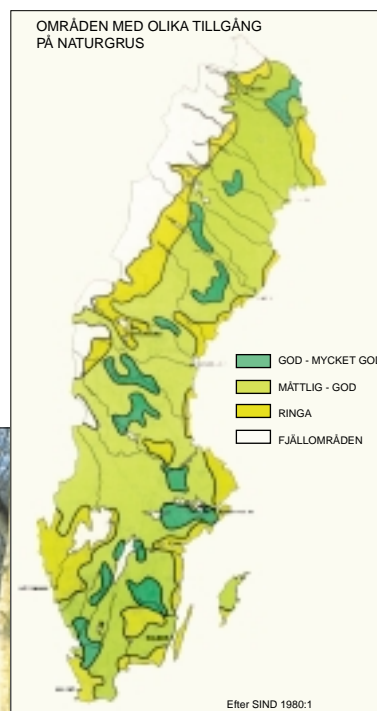 OMRÅDEN MED OLIKA TILLGÅNG
PÅ NATURGRUS
GOD - MYCKET GOD
MÅTTLIG - GOD
RINGA
FJÄLLOMRÅDEN
Efter SIND 1980:1